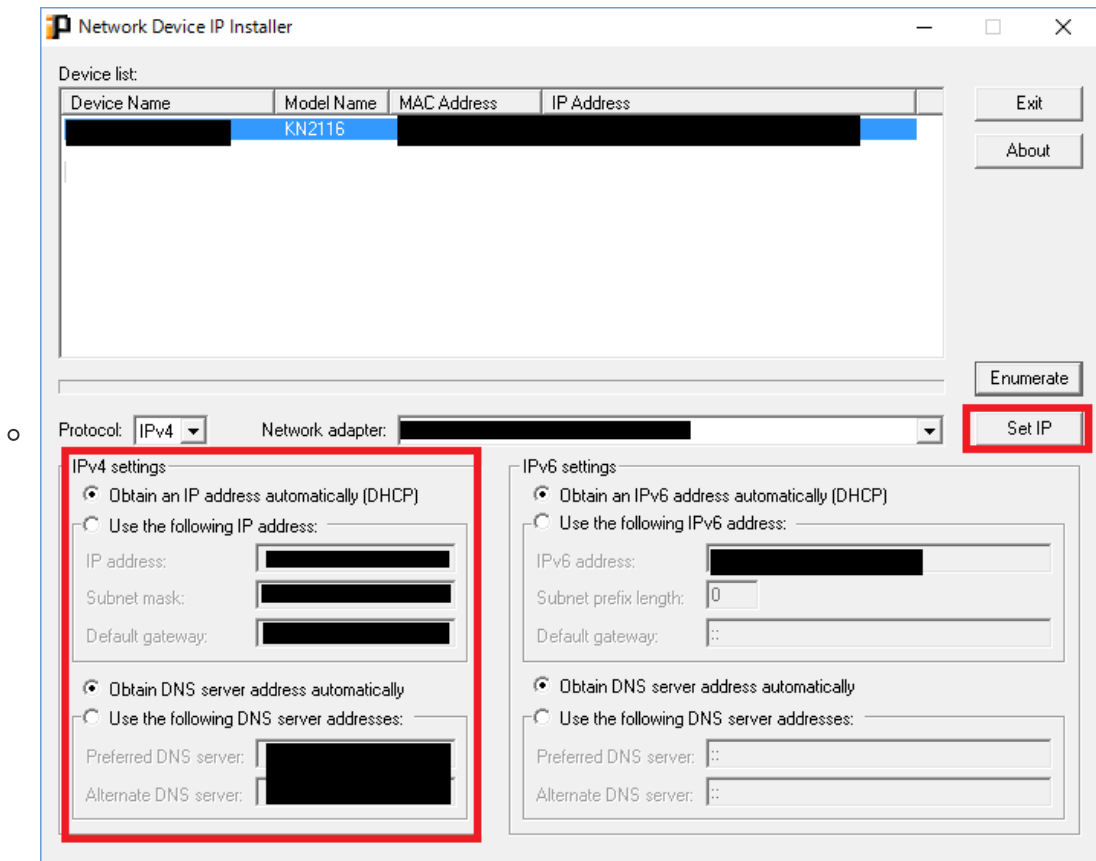 Network Device IP Installer
Device list:
Device Name Model Name MAC Address IP Address
KN2116
Exit
About
Enumerate
Protocol: IPv4 Network adapter:
Set IP
IPv4 settings
Obtain an IP address automatically (DHCP)
Use the following IP address:
IP address:
Subnet mask:
Default gateway:
Obtain DNS server address automatically
Use the following DNS server addresses:
Preferred DNS server:
Alternate DNS server:
IPv6 settings
Obtain an IPv6 address automatically (DHCP)
Use the following IPv6 address:
IPv6 address:
Subnet prefix length: 0
Default gateway: ::
Obtain DNS server address automatically
Use the following DNS server addresses:
Preferred DNS server: ::
Alternate DNS server: ::